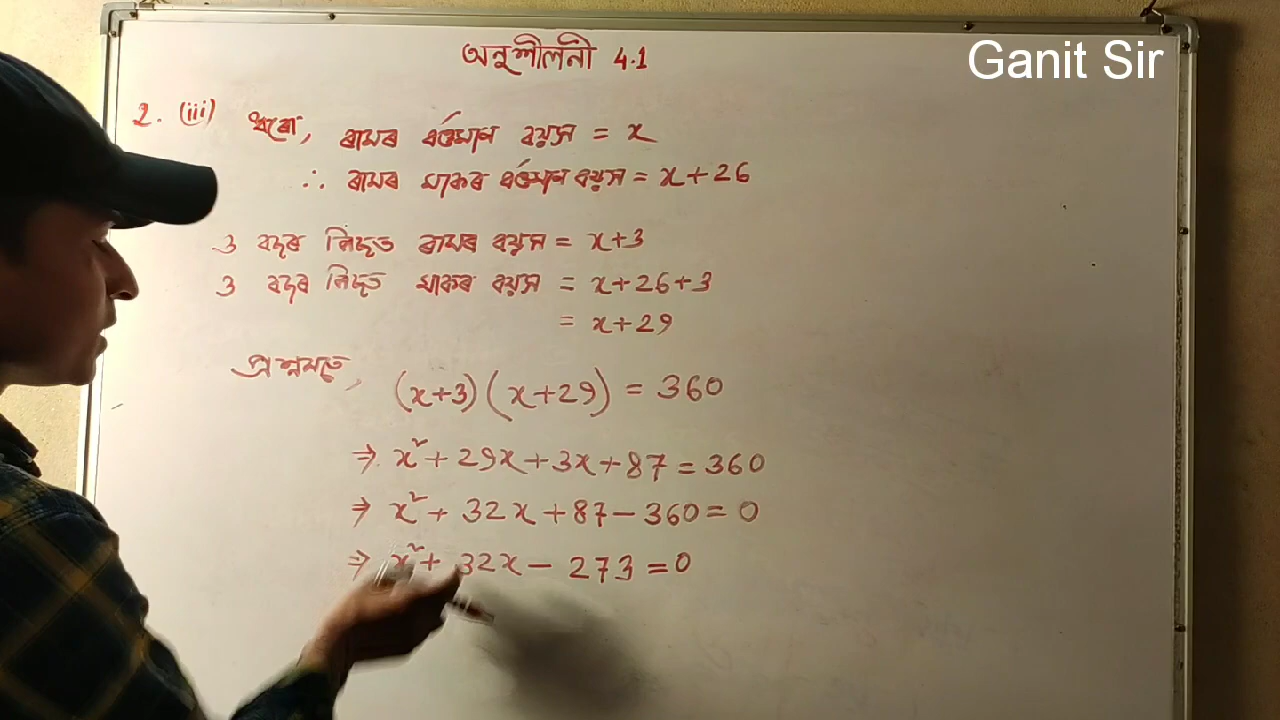 অনুশীলনী 4.1
Ganit Sir
2. (iii) ধৰো, ৰামৰ বৰ্তমান বয়স = x
∴ ৰামৰ মাকৰ বৰ্তমান বয়স = x+26
3 বছৰ পিছত ৰামৰ বয়স = x+3
3 বছৰ পিছত মাকৰ বয়স = x+26+3
= x+29
প্ৰশ্নমতে,
(x+3)(x+29) = 360
⇒ x²+ 29x+3x+87 = 360
⇒ x²+ 32x+87-360=0
⇒ x²+ 32x-273=0